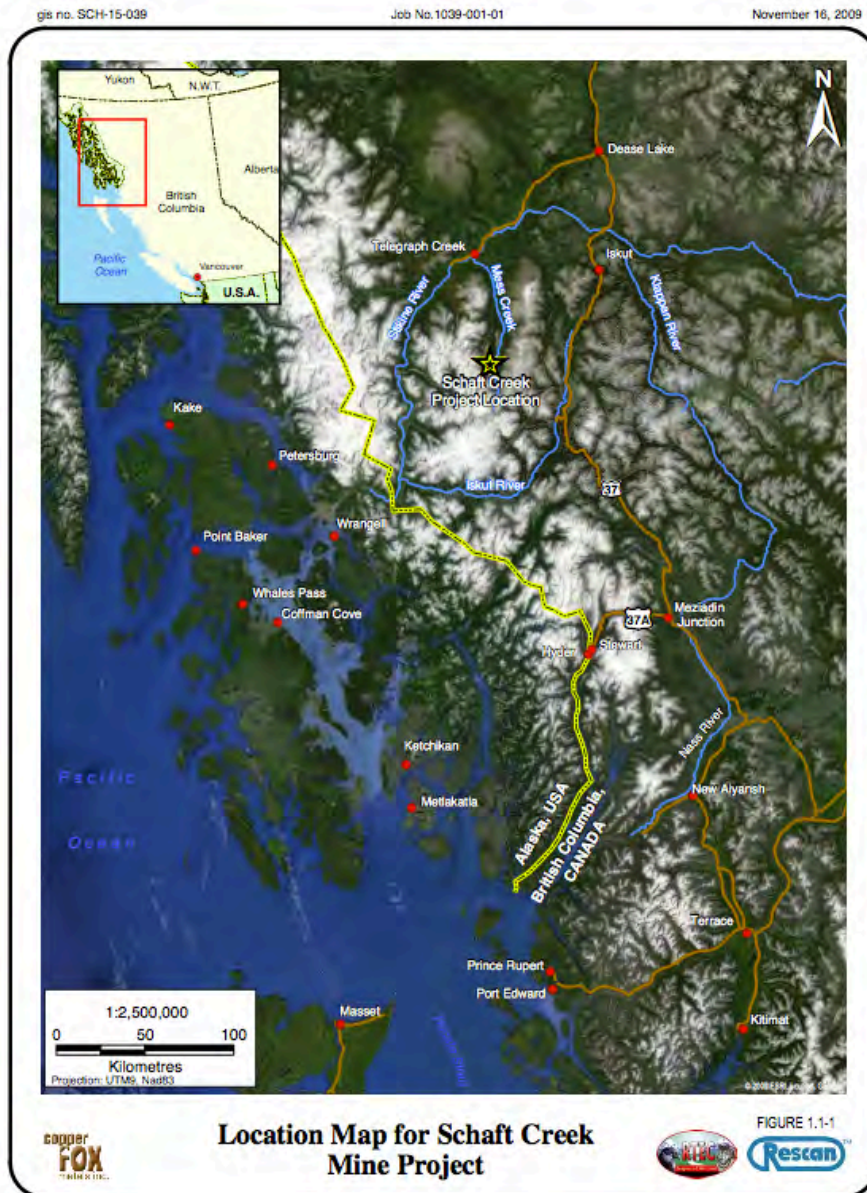 gis no. SCH-15-039
Job No.1039-001-01
November 16, 2009
Yukon
N.W.T.
Alberta
British
Columbia
Pacific
Ocean
Vancouver
U.S.A.
N
Dease Lake
Telegraph Creek
Iskut
Mess Creek
Klappan River
Schaft Creek
Project Location
Kake
Petersburg
Iskut River
37
Point Baker
Wrangell
Whales Pass
Coffman Cove
37A
Meziadin
Junction
Stewart
Hyder
Nass River
Ketchikan
Pacific
Metlakatla
New Aiyansh
Ocean
Alaska, USA
British Columbia,
CANADA
Terrace
Prince Rupert
Port Edward
Masset
Kitimat
1:2,500,000
0 50 100
Kilometres
Projection: UTM9, Nad83
copper
FOX
Location Map for Schaft Creek
Mine Project
FIGURE 1.1-1
Rescan
TM